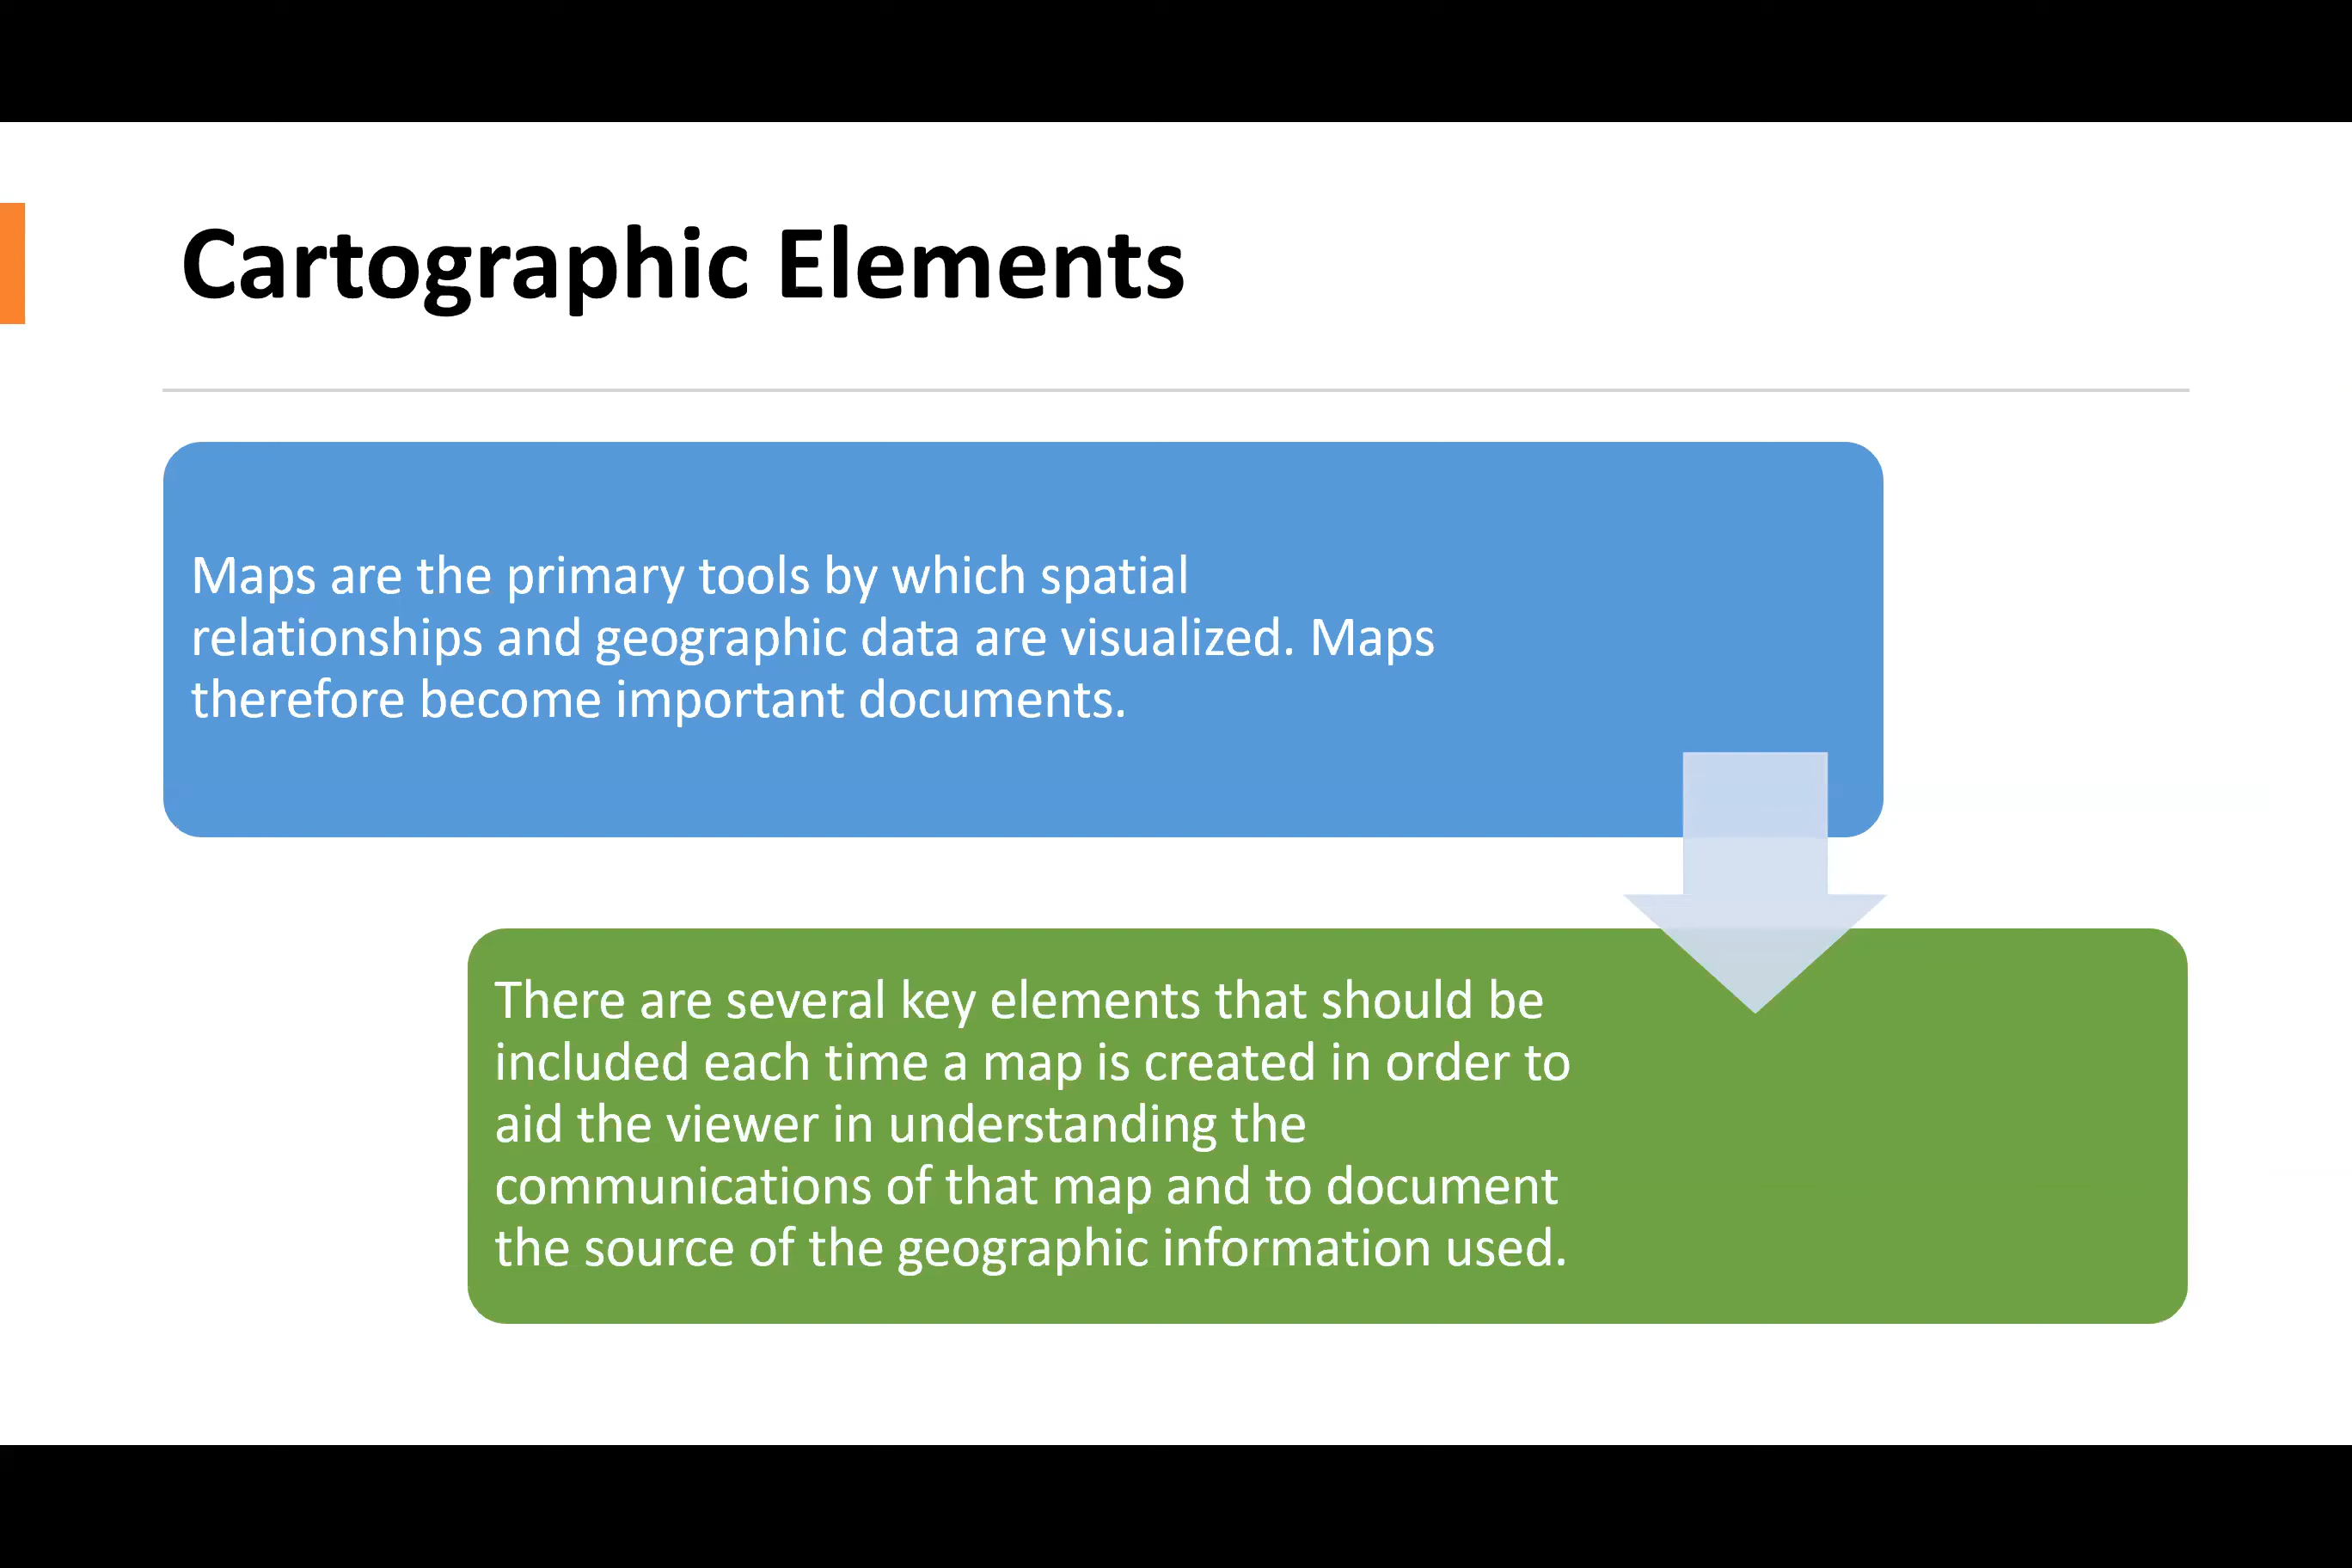 Cartographic Elements
Maps are the primary tools by which spatial
relationships and geographic data are visualized. Maps
therefore become important documents.
There are several key elements that should be
included each time a map is created in order to
aid the viewer in understanding the
communications of that map and to document
the source of the geographic information used.